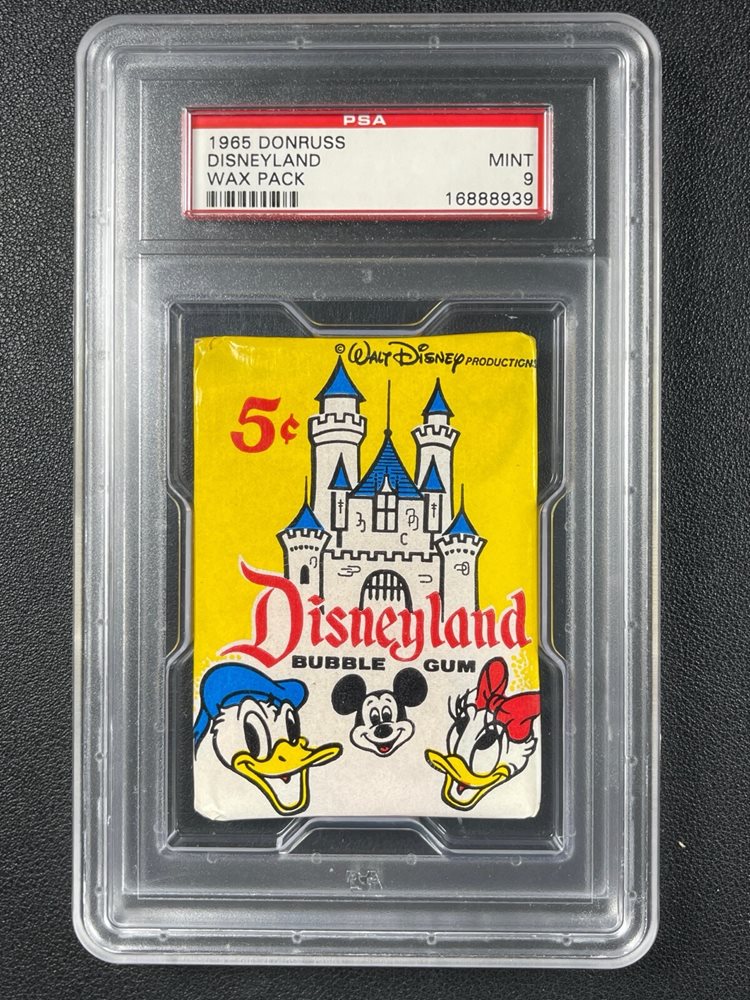 PSA
1965 DONRUSS
DISNEYLAND MINT
WAX PACK 9
16888939
© WALT DISNEY PRODUCTIONS
5¢
Disneyland
BUBBLE GUM